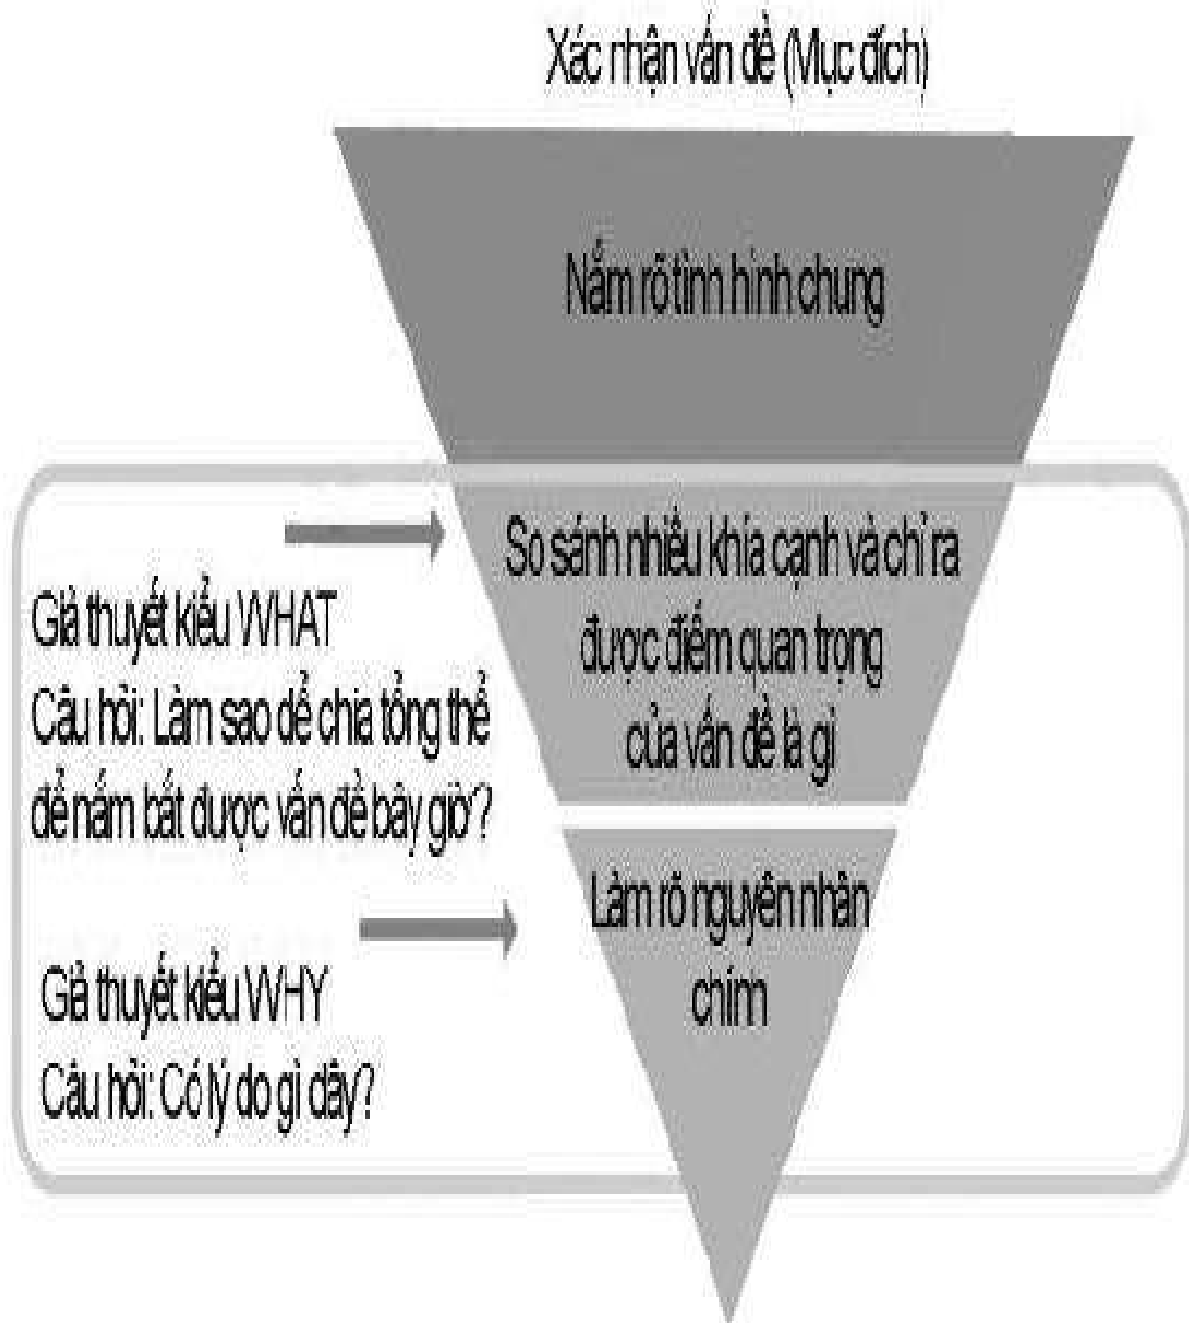 Xác nhận vấn đề (Mục đích)
Nắm rõ tình hình chung
So sánh nhiều khía cạnh và chỉ ra
được điểm quan trọng
của vấn đề là gì
Giả thuyết kiểu WHAT
Câu hỏi: Làm sao để chia tổng thể
để nắm bắt được vấn đề bây giờ?
Làm rõ nguyên nhân
chính
Giả thuyết kiểu WHY
Câu hỏi: Có lý do gì đây?